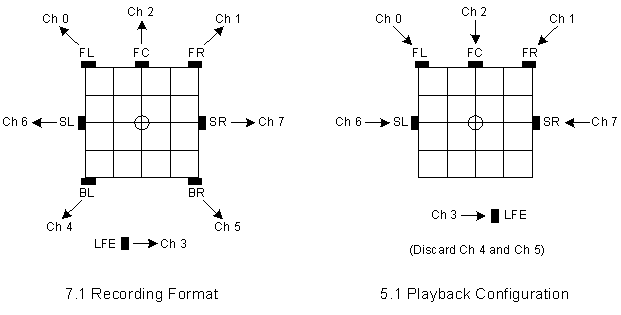 Ch 0 Ch 2 Ch 1
FL FC FR
Ch 6 SL SR Ch 7
BL BR
Ch 4 Ch 5
LFE Ch 3
7.1 Recording Format
Ch 0 Ch 2 Ch 1
FL FC FR
Ch 6 SL SR Ch 7
Ch 3 LFE
(Discard Ch 4 and Ch 5)
5.1 Playback Configuration